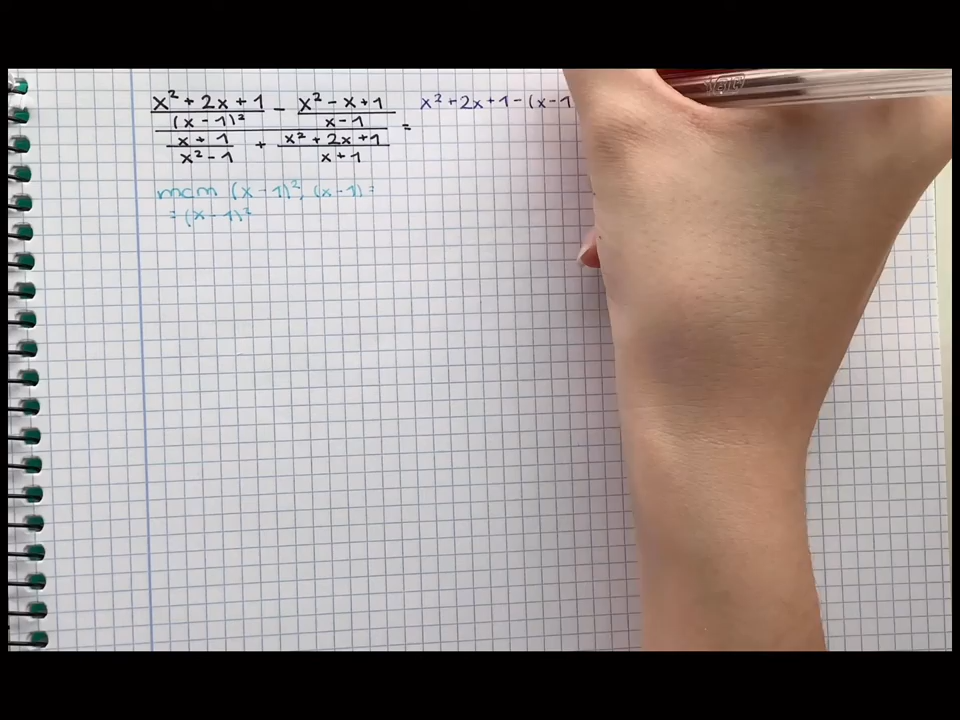 x² + 2x + 1 / (x - 1)² - x² - x + 1 / x - 1
x + 1 / x² - 1 + x² + 2x + 1 / x + 1
= x² + 2x + 1 - (x - 1
mcm (x - 1)², (x - 1) =
= (x - 1)²